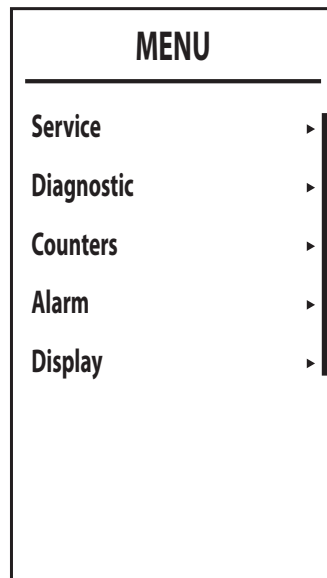 MENU
Service
Diagnostic
Counters
Alarm
Display